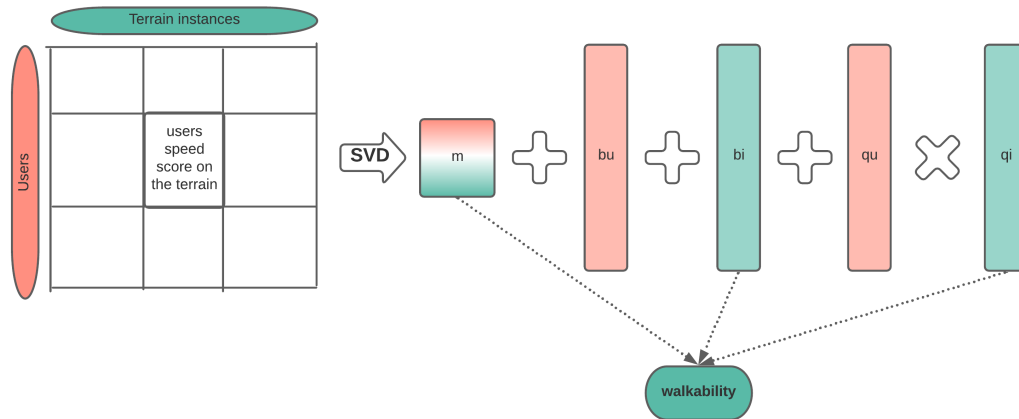 Terrain instances
Users
users
speed
score on
the terrain
SVD
m
bu
bi
qu
qi
walkability